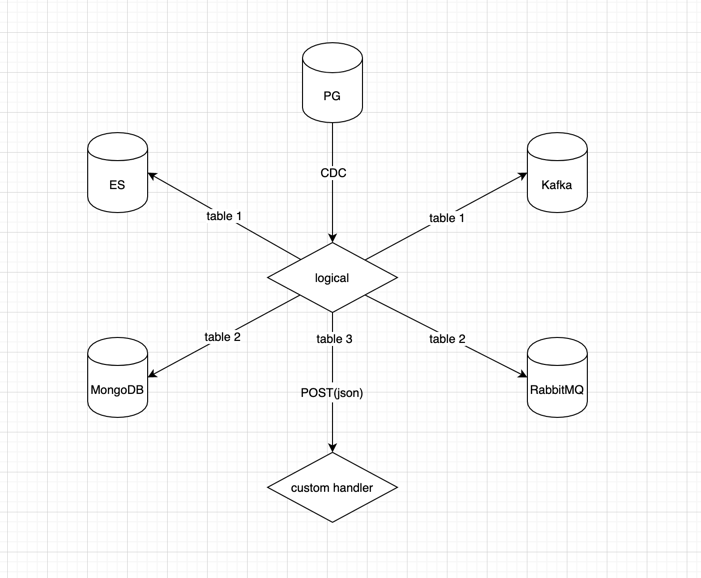 PG
CDC
ES
Kafka
table 1
table 1
logical
table 2
table 3
table 2
MongoDB
POST(json)
RabbitMQ
custom handler